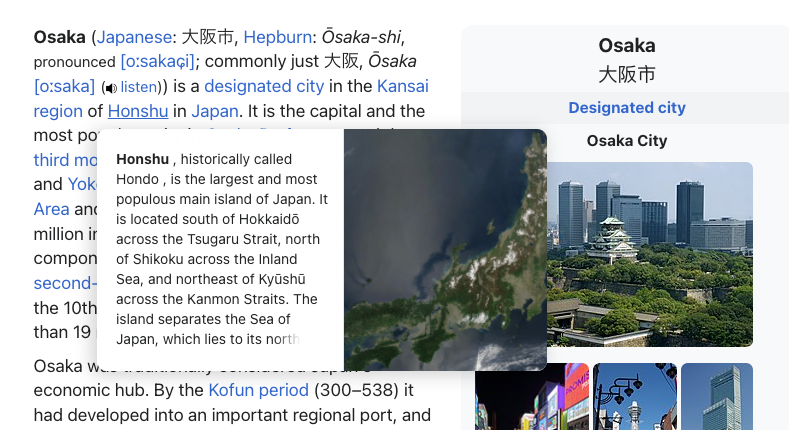 Osaka (Japanese: 大阪市, Hepburn: Ōsaka-shi,
pronounced [oːsakaɕi]; commonly just 大阪, Ōsaka
[oːsaka] (listen)) is a designated city in the Kansai
region of Honshu in Japan. It is the capital and the
most
third mo
and Yok
Area and
million in
compon
second-
the 10th
than 19
Honshu , historically called
Hondo , is the largest and most
populous main island of Japan. It
is located south of Hokkaidō
across the Tsugaru Strait, north
of Shikoku across the Inland
Sea, and northeast of Kyūshū
across the Kanmon Straits. The
island separates the Sea of
Japan, which lies to its north
Osaka was traditionally considered Japan's
economic hub. By the Kofun period (300–538) it
had developed into an important regional port, and
Osaka
大阪市
Designated city
Osaka City
PROMIS